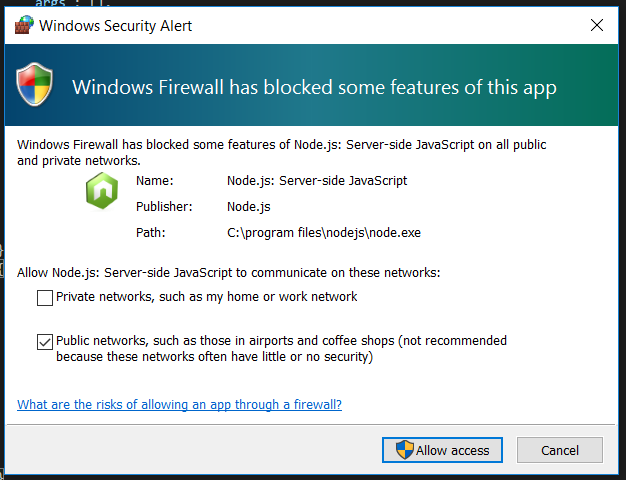 args : [],
Windows Security Alert
Windows Firewall has blocked some features of this app
Windows Firewall has blocked some features of Node.js: Server-side JavaScript on all public
and private networks.
Name: Node.js: Server-side JavaScript
Publisher: Node.js
Path: C:\program files\nodejs\node.exe
}
Allow Node.js: Server-side JavaScript to communicate on these networks:
Private networks, such as my home or work network
Public networks, such as those in airports and coffee shops (not recommended
because these networks often have little or no security)
What are the risks of allowing an app through a firewall?
Allow access Cancel